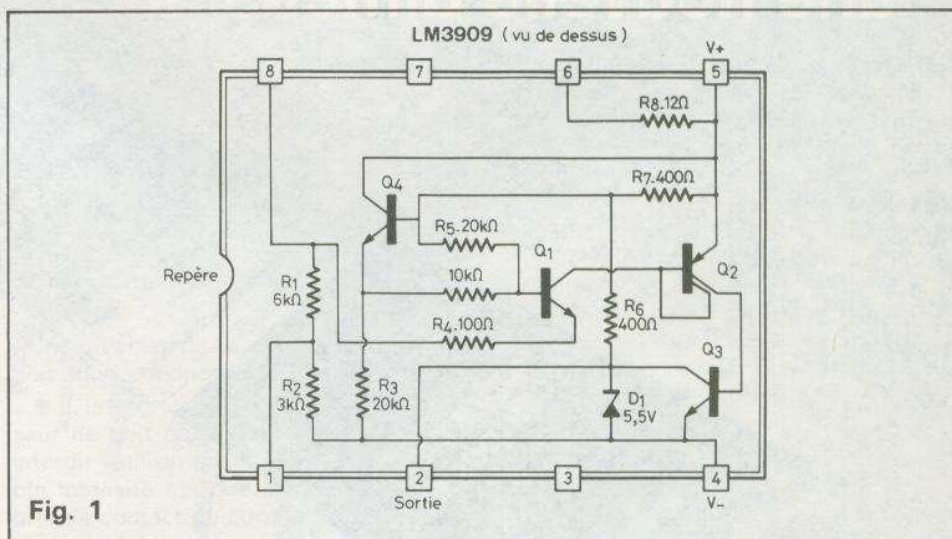 LM3909 (vu de dessus)
V+
8
7
6
5
R8.12Ω
R7.400Ω
Q4
R5.20kΩ
Q1
Q2
Repère
R1
6kΩ
10kΩ
R6
400Ω
R4.100Ω
Q3
R2
3kΩ
R3
20kΩ
D1
5,5V
1
2
3
4
Sortie
V-
Fig. 1